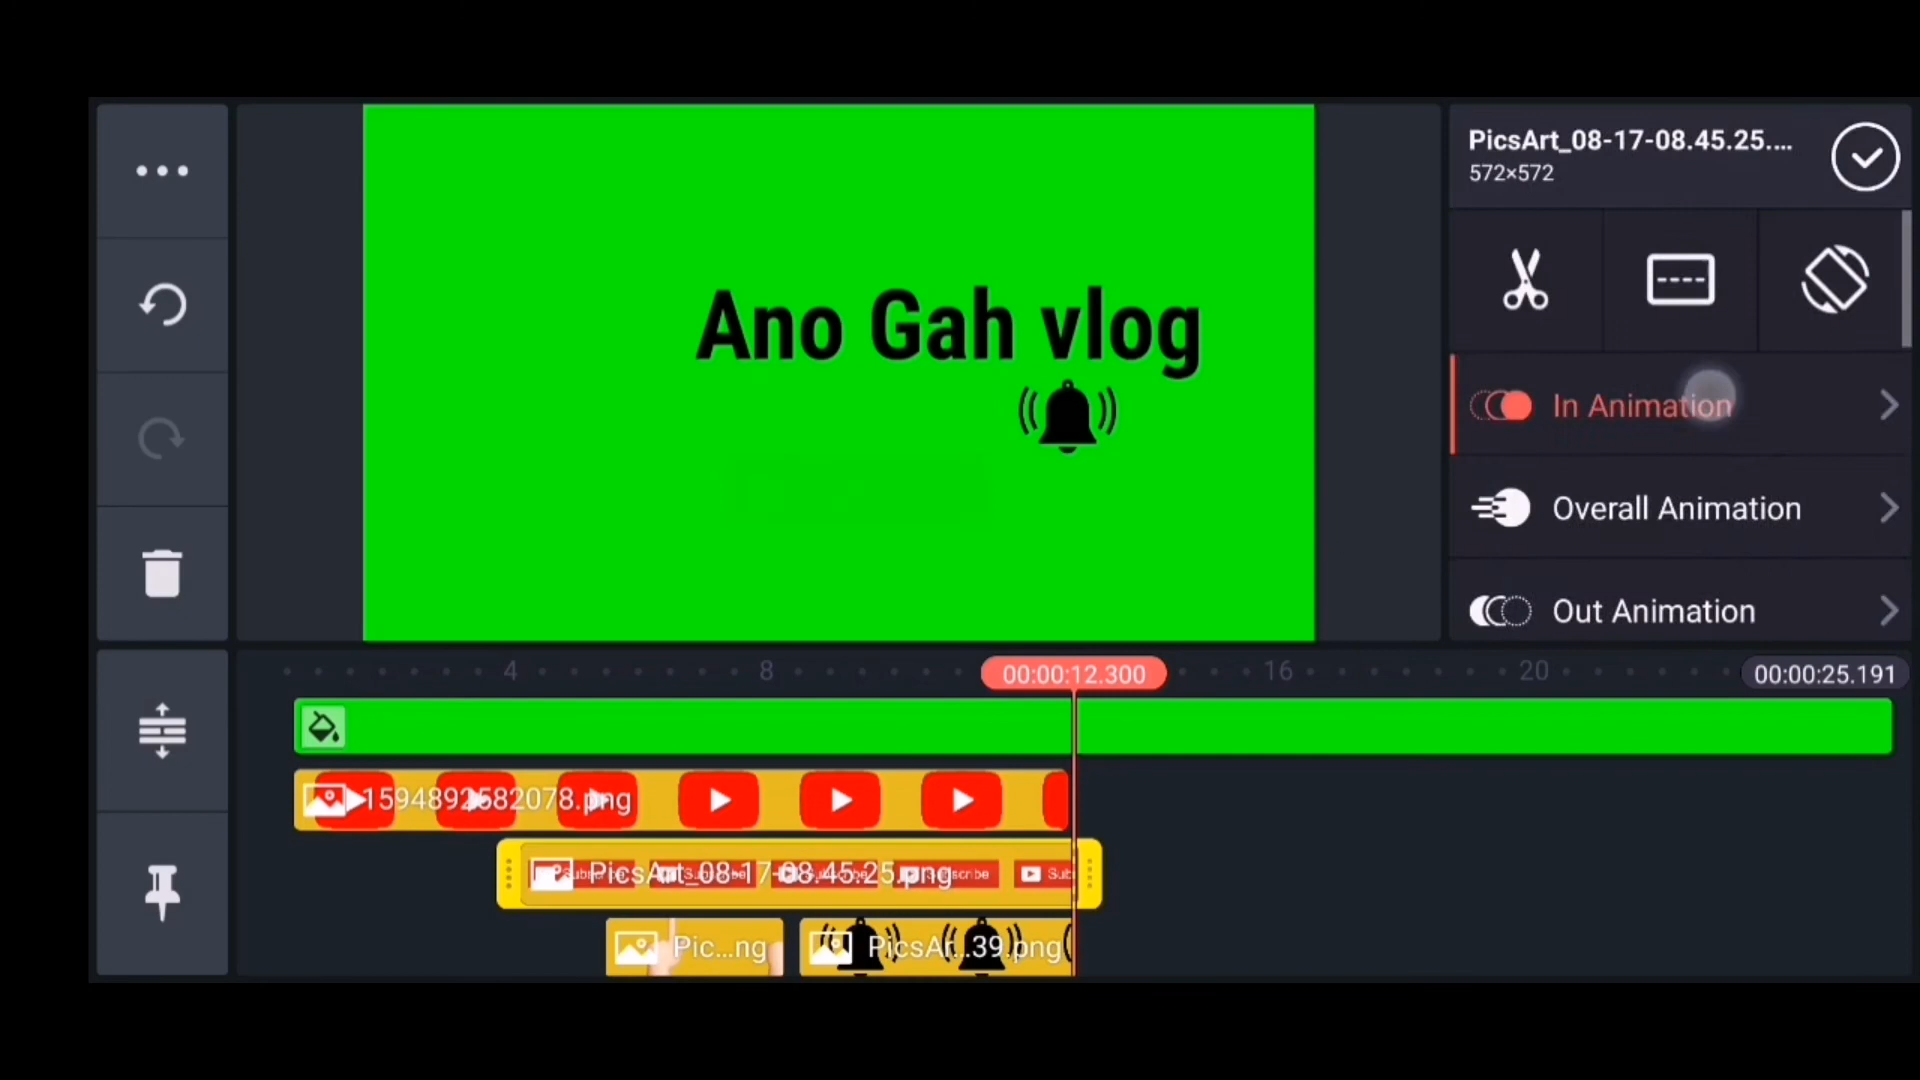 PicsArt_08-17-08.45.25....
572×572
Ano Gah vlog
In Animation
Overall Animation
Out Animation
4
8
00:00:12.300
16
20
00:00:25.191
1594892582078.png
PicsArt_08-17-08.45.25.png
Subscribe
Pic...ng
PicsAr...39.png